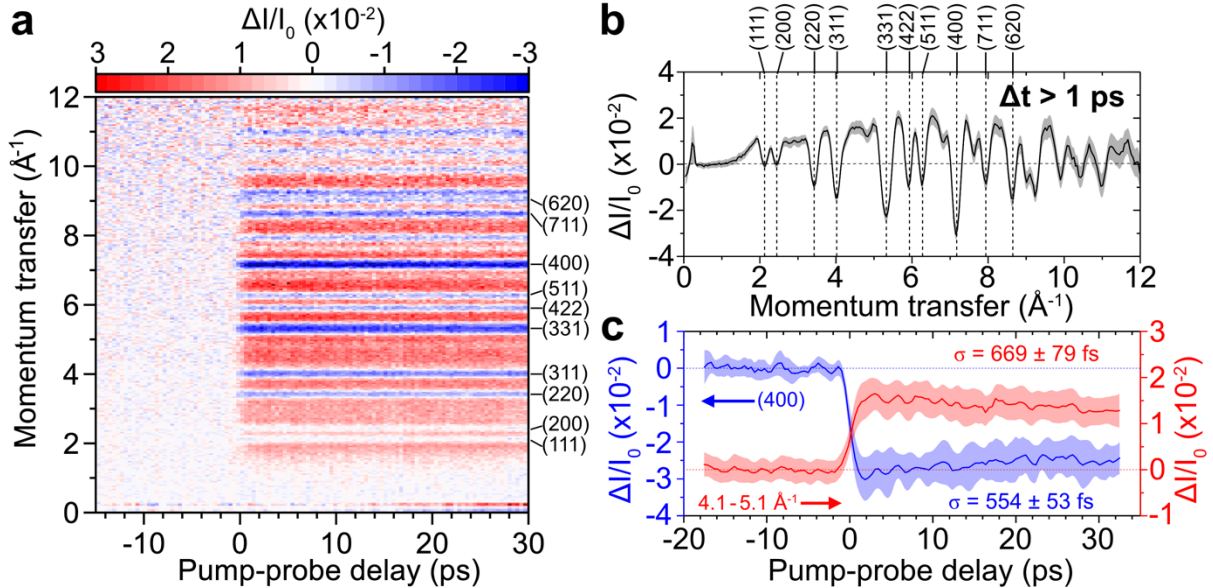 a
ΔI/I0 (x10-2)
3 2 1 0 -1 -2 -3
Momentum transfer (Å-1)
12
10
8
6
4
2
0
(620)
(711)
(400)
(511)
(422)
(331)
(311)
(220)
(200)
(111)
-10 0 10 20 30
Pump-probe delay (ps)
b
(111) (200) (220) (311) (331) (422) (511) (400) (711) (620)
Δt > 1 ps
ΔI/I0 (x10-2)
4
2
0
-2
-4
0 2 4 6 8 10 12
Momentum transfer (Å-1)
c
ΔI/I0 (x10-2)
1
0
-1
-2
-3
-4
σ = 669 ± 79 fs
(400)
4.1-5.1 Å-1
σ = 554 ± 53 fs
3
2
1
0
-1
ΔI/I0 (x10-2)
-20 -10 0 10 20 30
Pump-probe delay (ps)